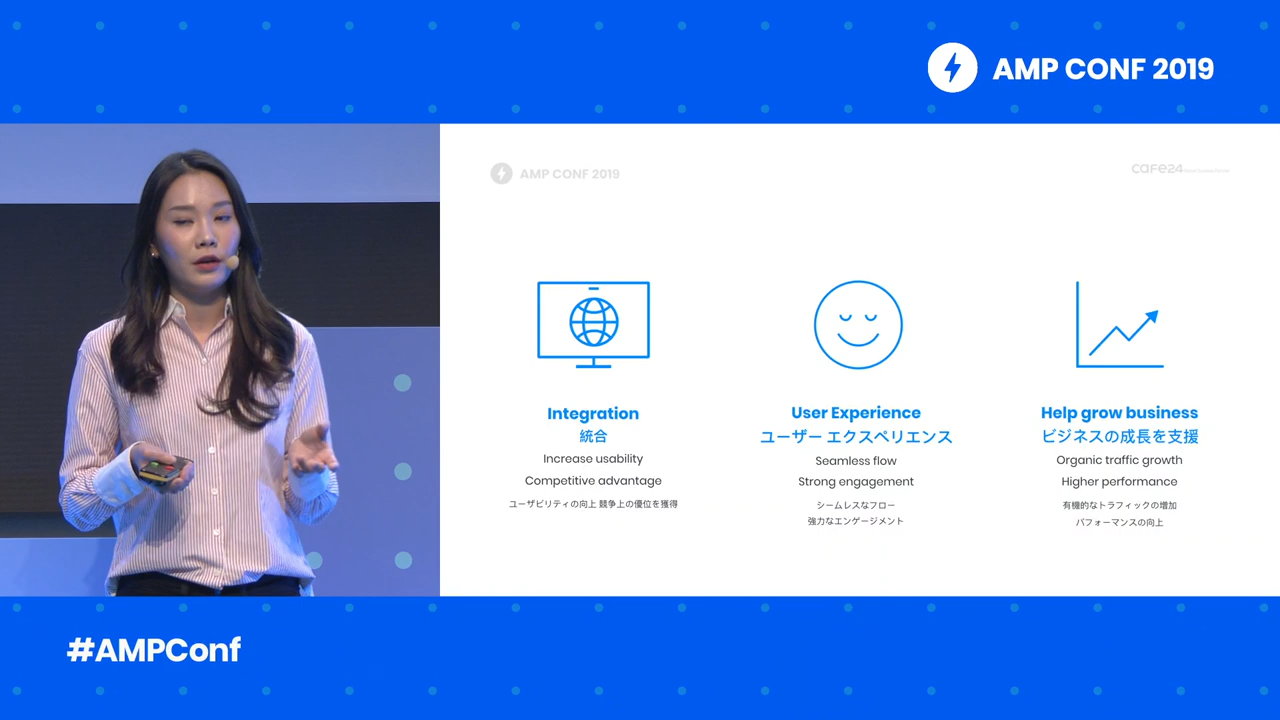 AMP CONF 2019
AMP CONF 2019
cafe24
Integration
統合
Increase usability
Competitive advantage
ユーザビリティの向上 競争上の優位を獲得
User Experience
ユーザー エクスペリエンス
Seamless flow
Strong engagement
シームレスなフロー
強力なエンゲージメント
Help grow business
ビジネスの成長を支援
Organic traffic growth
Higher performance
有機的なトラフィックの増加
パフォーマンスの向上
#AMPConf